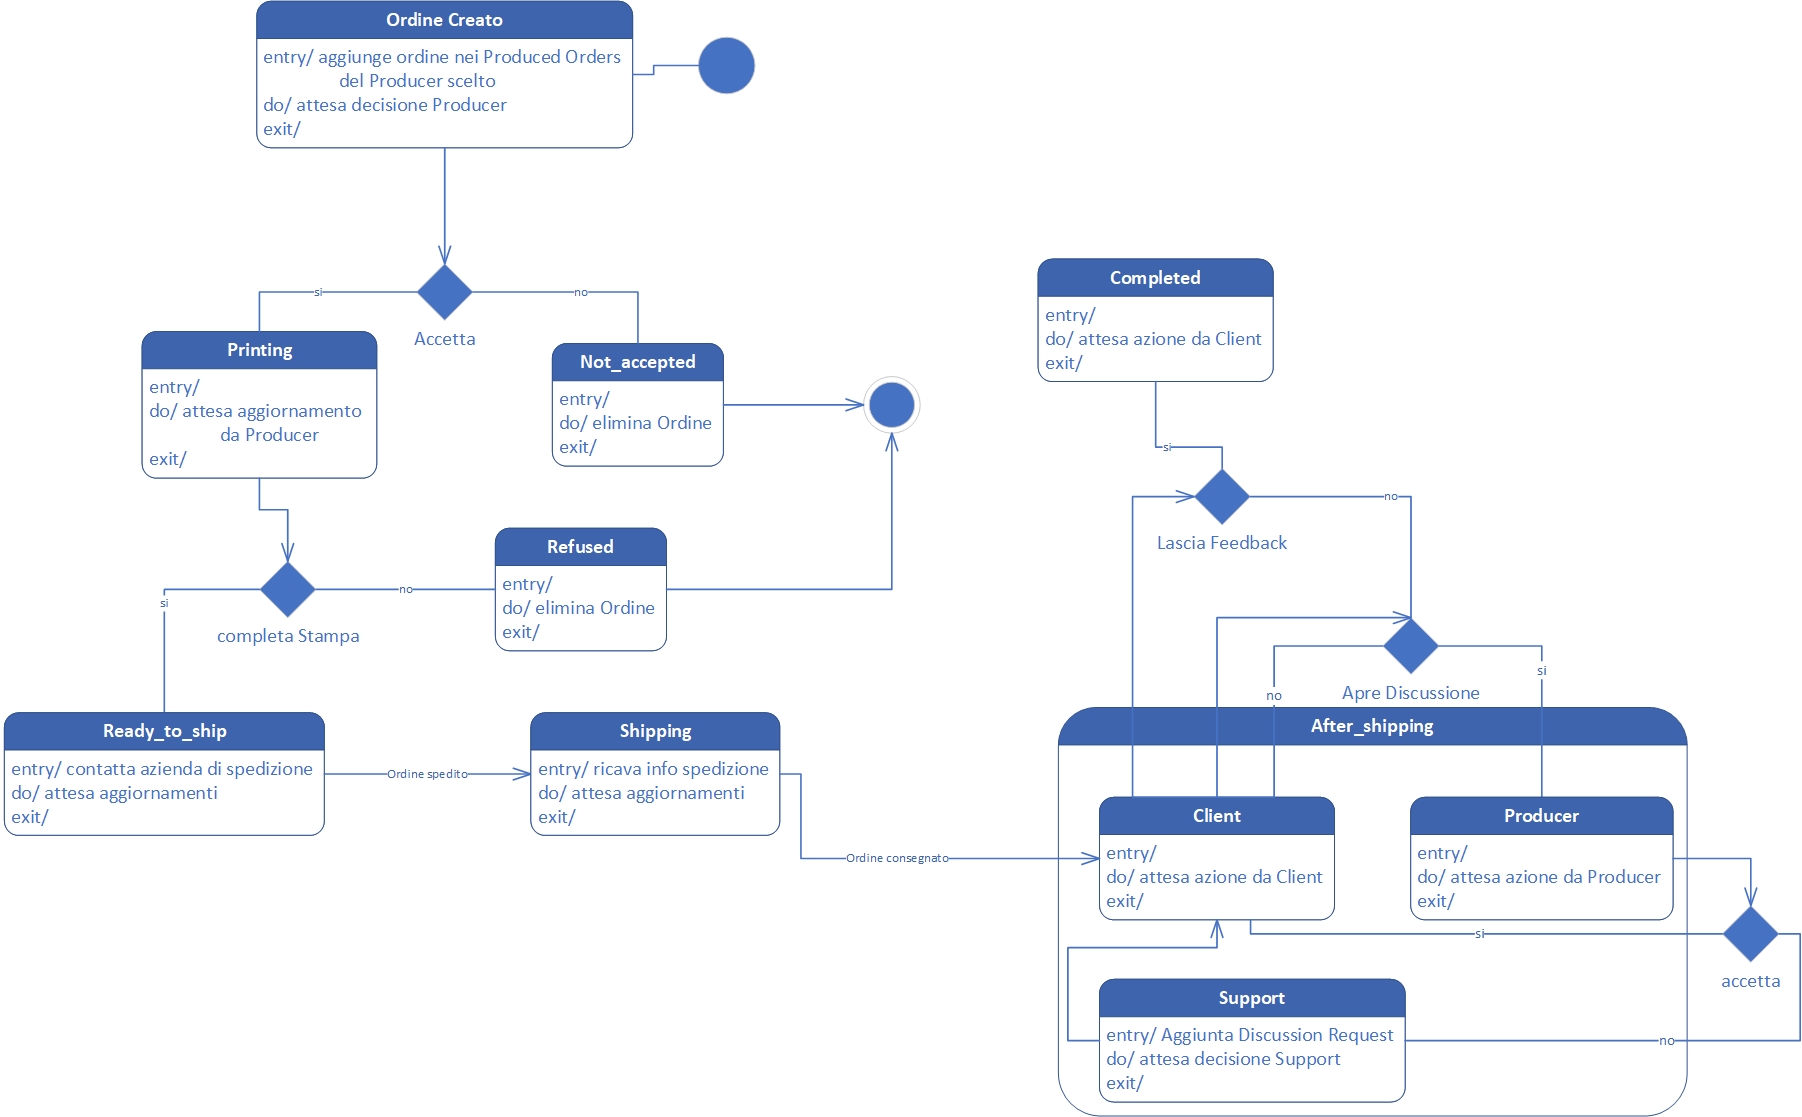 Ordine Creato
entry/ aggiunge ordine nei Produced Orders
del Producer scelto
do/ attesa decisione Producer
exit/
si
no
Accetta
Printing
entry/
do/ attesa aggiornamento
da Producer
exit/
Not_accepted
entry/
do/ elimina Ordine
exit/
Completed
entry/
do/ attesa azione da Client
exit/
si
no
Lascia Feedback
Refused
entry/
do/ elimina Ordine
exit/
si
no
completa Stampa
no
si
Apre Discussione
Ready_to_ship
entry/ contatta azienda di spedizione
do/ attesa aggiornamenti
exit/
Ordine spedito
Shipping
entry/ ricava info spedizione
do/ attesa aggiornamenti
exit/
Ordine consegnato
After_shipping
Client
entry/
do/ attesa azione da Client
exit/
Producer
entry/
do/ attesa azione da Producer
exit/
si
accetta
Support
entry/ Aggiunta Discussion Request
do/ attesa decisione Support
exit/
no